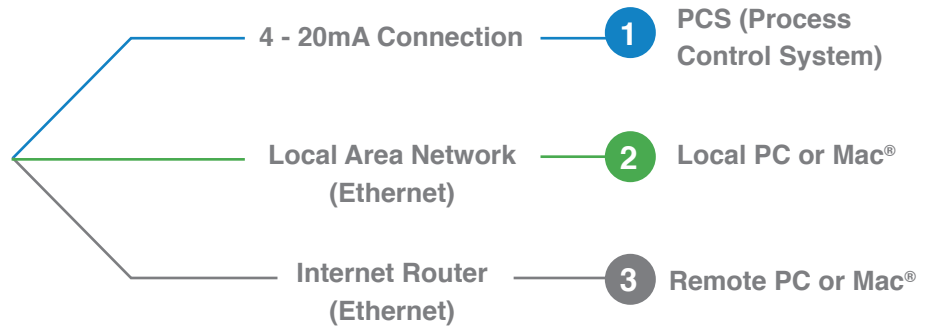 4 - 20mA Connection
1
PCS (Process
Control System)
Local Area Network
(Ethernet)
2
Local PC or Mac®
Internet Router
(Ethernet)
3
Remote PC or Mac®